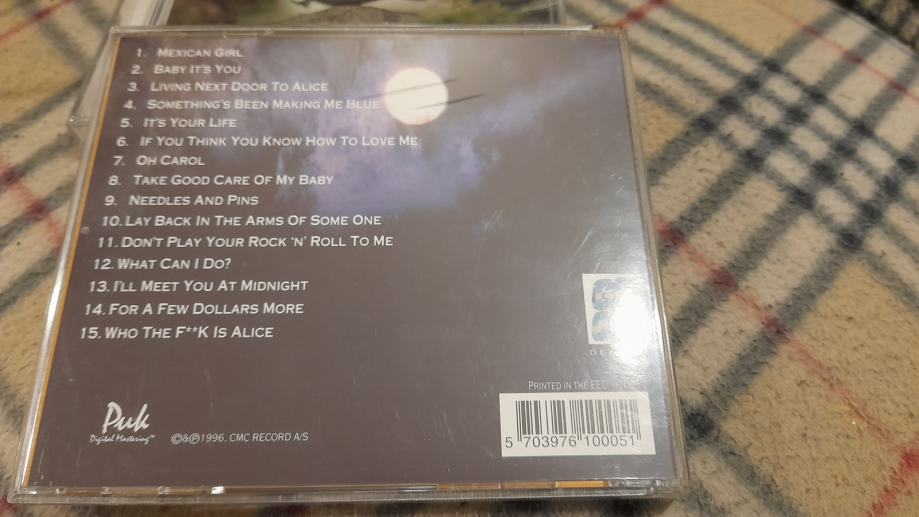 1. Mexican Girl
2. Baby It's You
3. Living Next Door To Alice
4. Something's Been Making Me Blue
5. It's Your Life
6. If You Think You Know How To Love Me
7. Oh Carol
8. Take Good Care Of My Baby
9. Needles And Pins
10. Lay Back In The Arms Of Some One
11. Don't Play Your Rock 'n' Roll To Me
12. What Can I Do?
13. I'll Meet You At Midnight
14. For A Few Dollars More
15. Who The F**k Is Alice
Printed in the EEC
Puk
Digital Mastering™
©&℗1996, CMC RECORD A/S
5 703976 100051